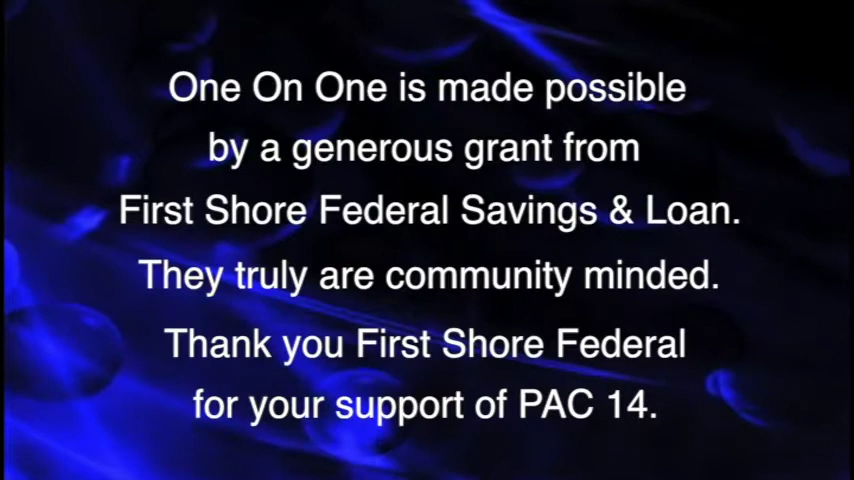 One On One is made possible
by a generous grant from
First Shore Federal Savings & Loan.
They truly are community minded.
Thank you First Shore Federal
for your support of PAC 14.